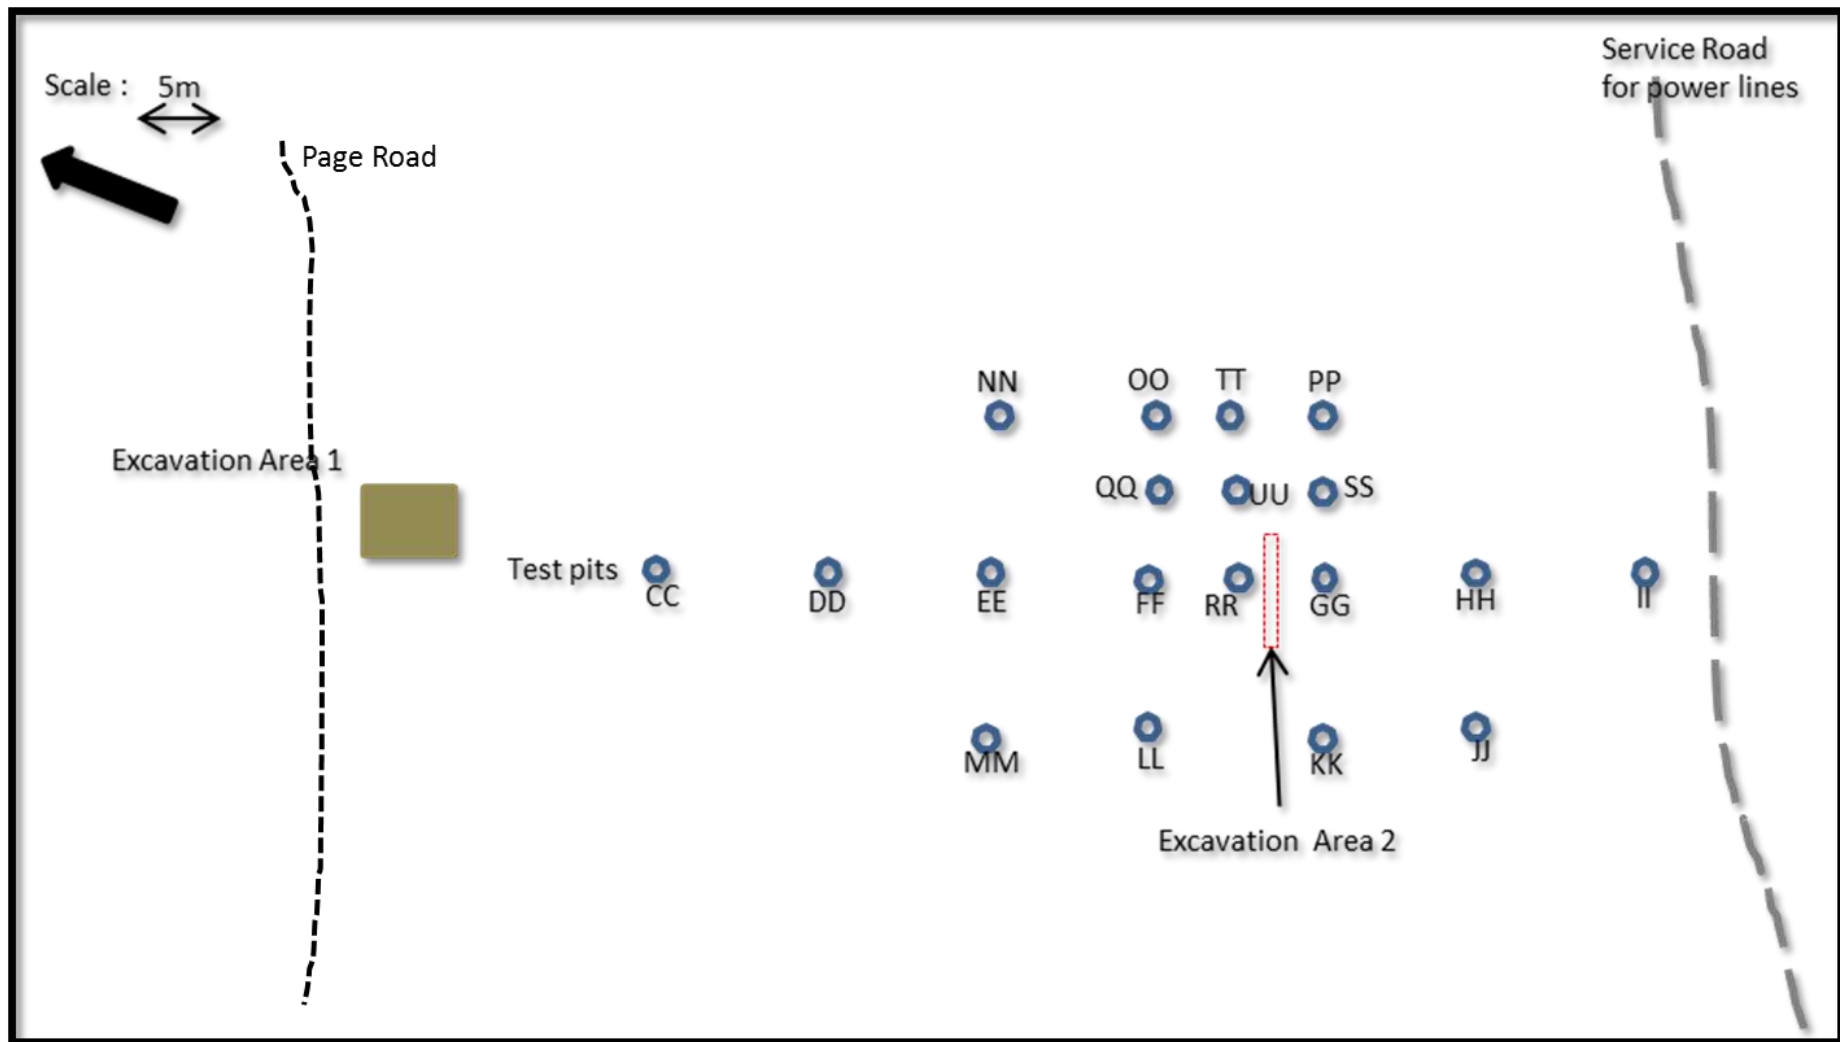 Service Road
for power lines
Scale : 5m
Page Road
NN OO TT PP
Excavation Area 1
QQ UU SS
Test pits
CC DD EE FF RR GG HH II
MM LL KK JJ
Excavation Area 2